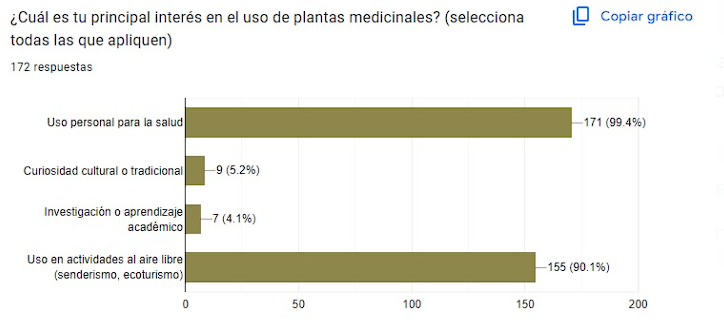 ¿Cuál es tu principal interés en el uso de plantas medicinales? (selecciona
todas las que apliquen)
Copiar gráfico
172 respuestas
Uso personal para la salud
171 (99.4%)
Curiosidad cultural o tradicional
9 (5.2%)
Investigación o aprendizaje
académico
7 (4.1%)
Uso en actividades al aire libre
(senderismo, ecoturismo)
155 (90.1%)
0
50
100
150
200